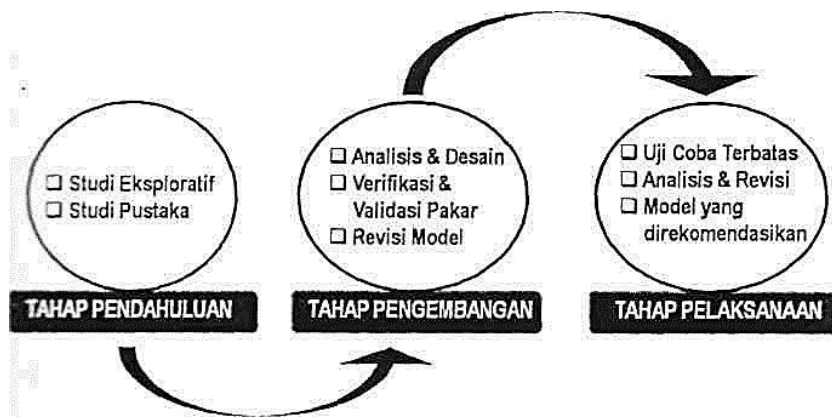 ☐ Studi Eksploratif
☐ Studi Pustaka
TAHAP PENDAHULUAN
☐ Analisis & Desain
☐ Verifikasi &
Validasi Pakar
☐ Revisi Model
TAHAP PENGEMBANGAN
☐ Uji Coba Terbatas
☐ Analisis & Revisi
☐ Model yang
direkomendasikan
TAHAP PELAKSANAAN